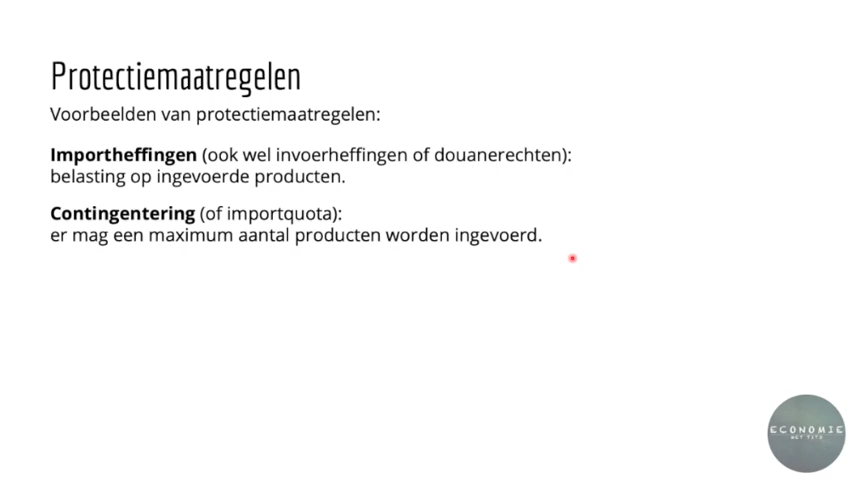 Protectiemaatregelen
Voorbeelden van protectiemaatregelen:
Importheffingen (ook wel invoerheffingen of douanerechten):
belasting op ingevoerde producten.
Contingentering (of importquota):
er mag een maximum aantal producten worden ingevoerd.
ECONOMIE